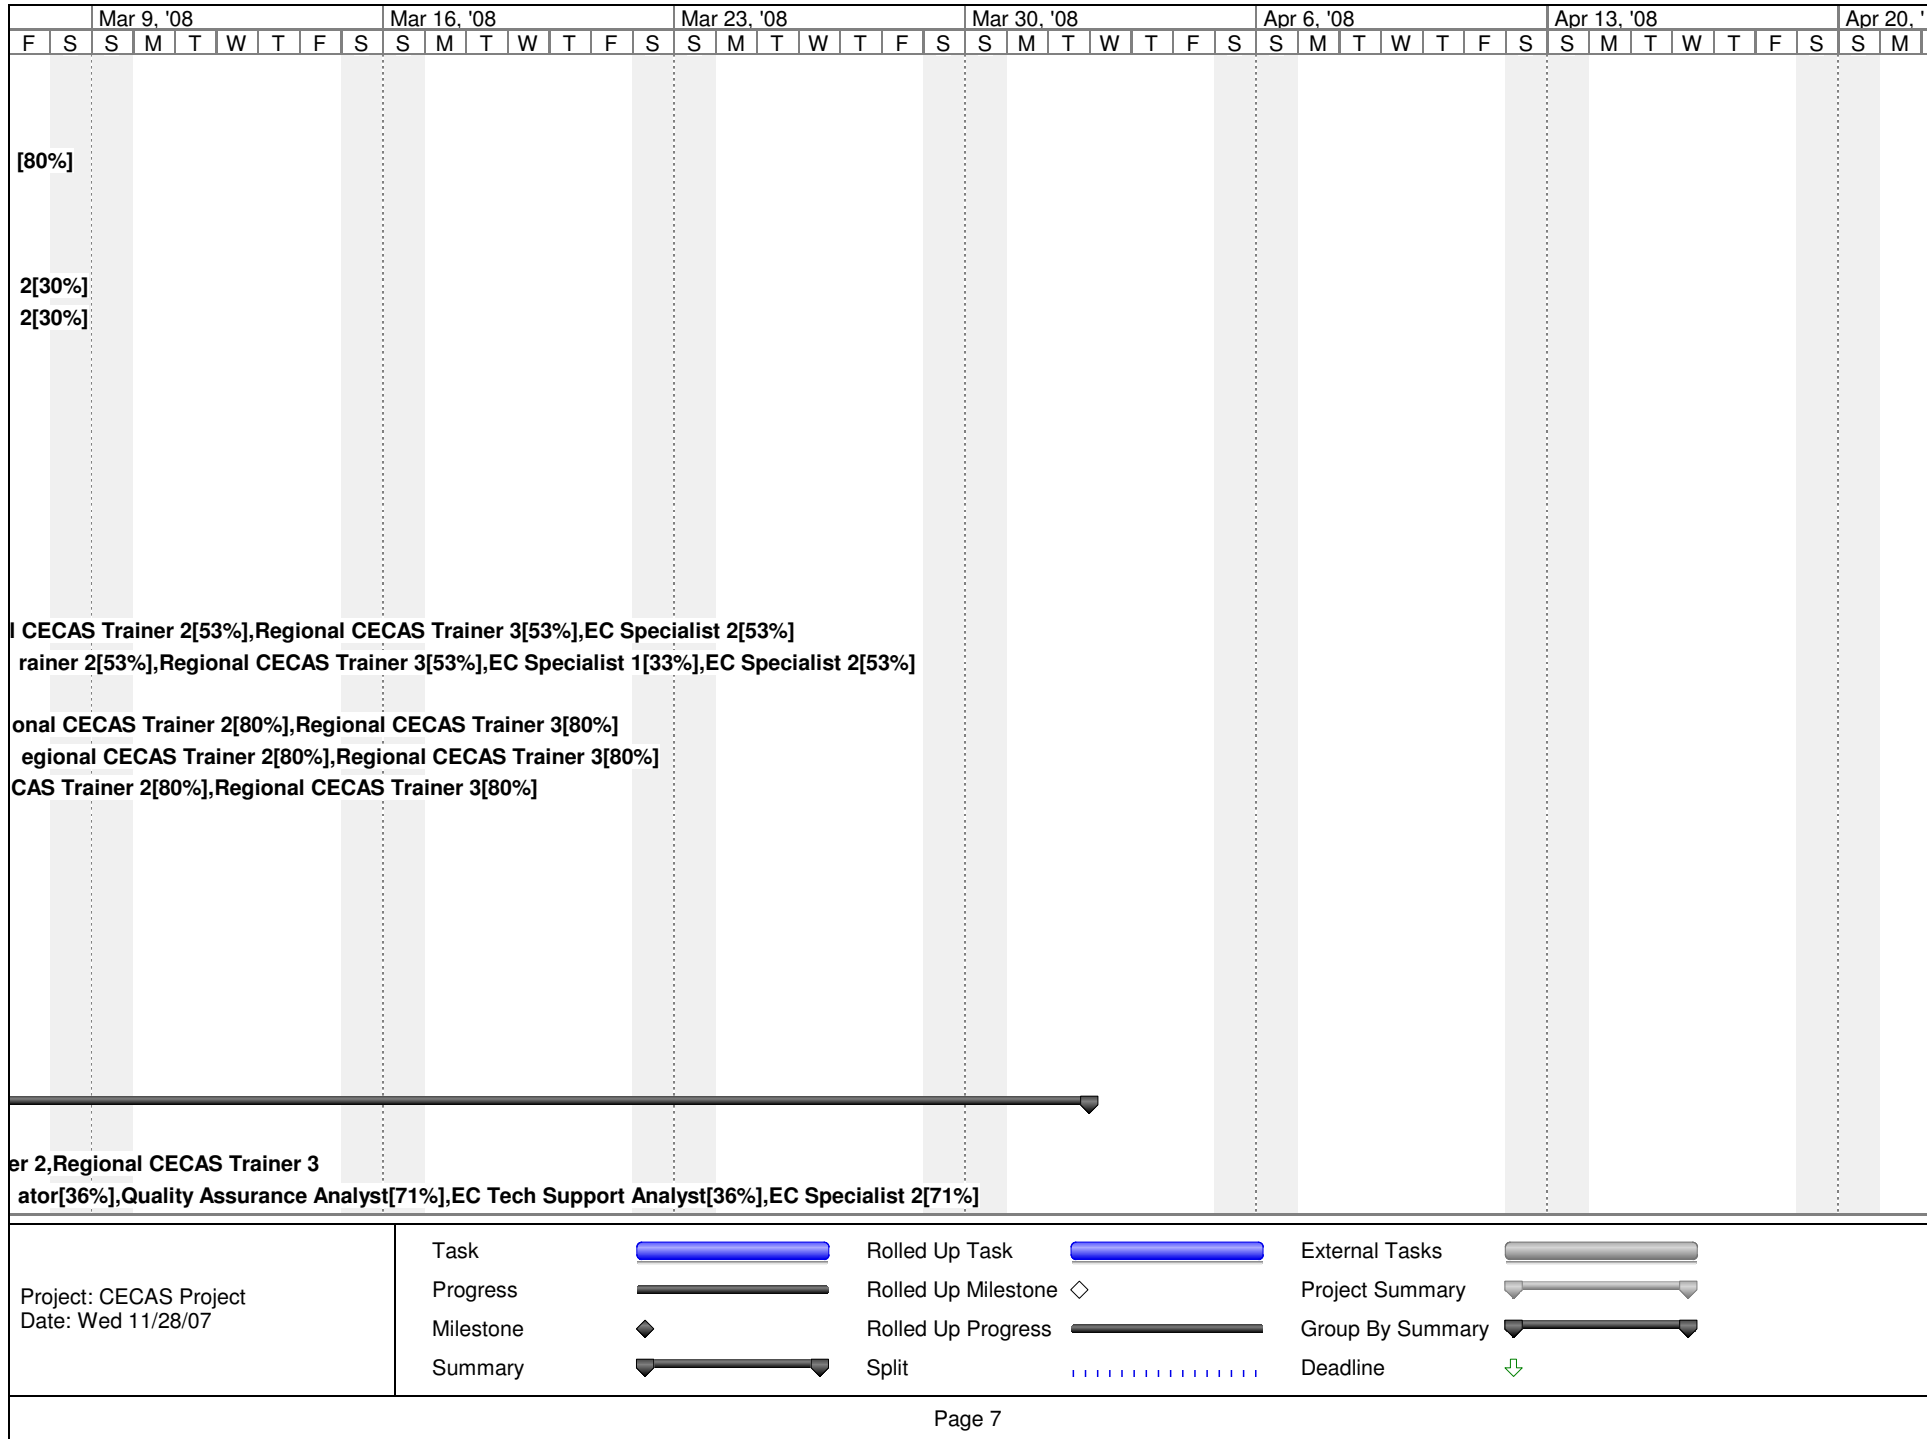 Mar 9, '08 Mar 16, '08 Mar 23, '08 Mar 30, '08 Apr 6, '08 Apr 13, '08 Apr 20, '
F S S M T W T F S S M T W T F S S M T W T F S S M T W T F S S M T W T F S S M T W T F S S M
[80%]
2[30%]
2[30%]
l CECAS Trainer 2[53%],Regional CECAS Trainer 3[53%],EC Specialist 2[53%]
rainer 2[53%],Regional CECAS Trainer 3[53%],EC Specialist 1[33%],EC Specialist 2[53%]
onal CECAS Trainer 2[80%],Regional CECAS Trainer 3[80%]
egional CECAS Trainer 2[80%],Regional CECAS Trainer 3[80%]
CAS Trainer 2[80%],Regional CECAS Trainer 3[80%]
er 2,Regional CECAS Trainer 3
ator[36%],Quality Assurance Analyst[71%],EC Tech Support Analyst[36%],EC Specialist 2[71%]
Project: CECAS Project
Date: Wed 11/28/07
Task
Progress
Milestone
Summary
Rolled Up Task
Rolled Up Milestone
Rolled Up Progress
Split
External Tasks
Project Summary
Group By Summary
Deadline
Page 7